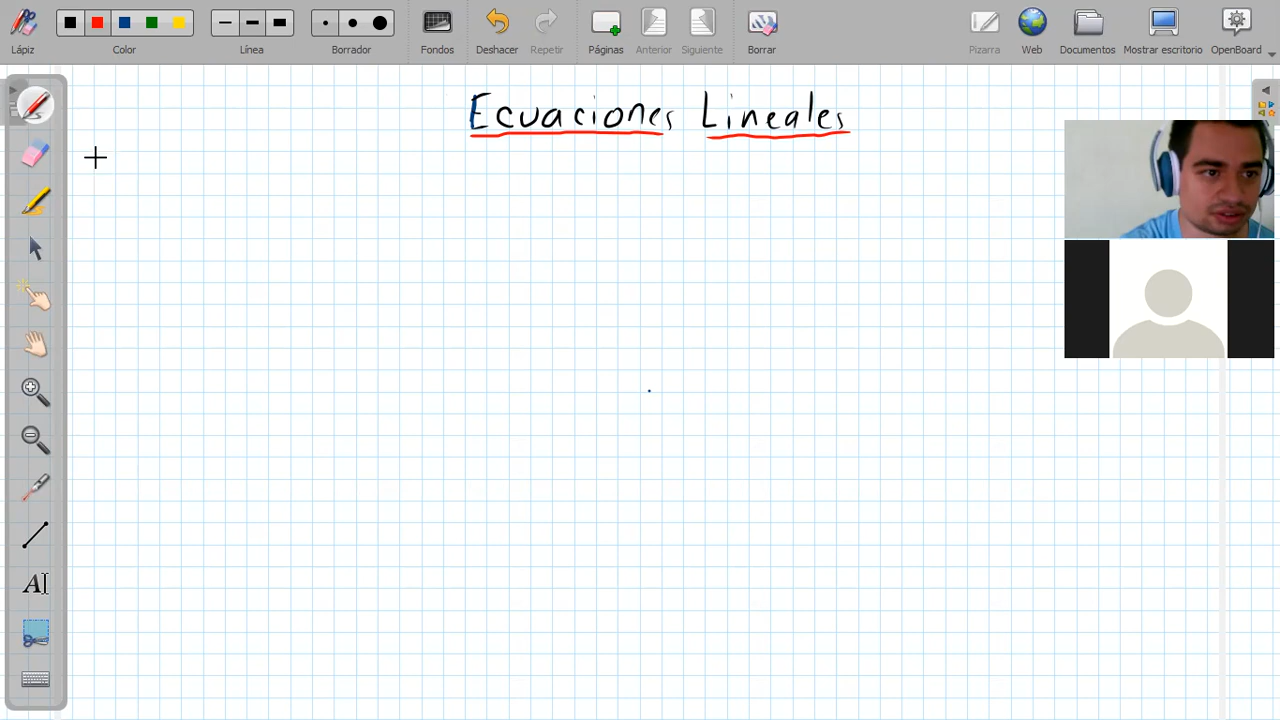 Lápiz
Color
Línea
Borrador
Fondos
Deshacer
Repetir
Páginas
Anterior
Siguiente
Borrar
Pizarra
Web
Documentos
Mostrar escritorio
OpenBoard
Ecuaciones Lineales
A